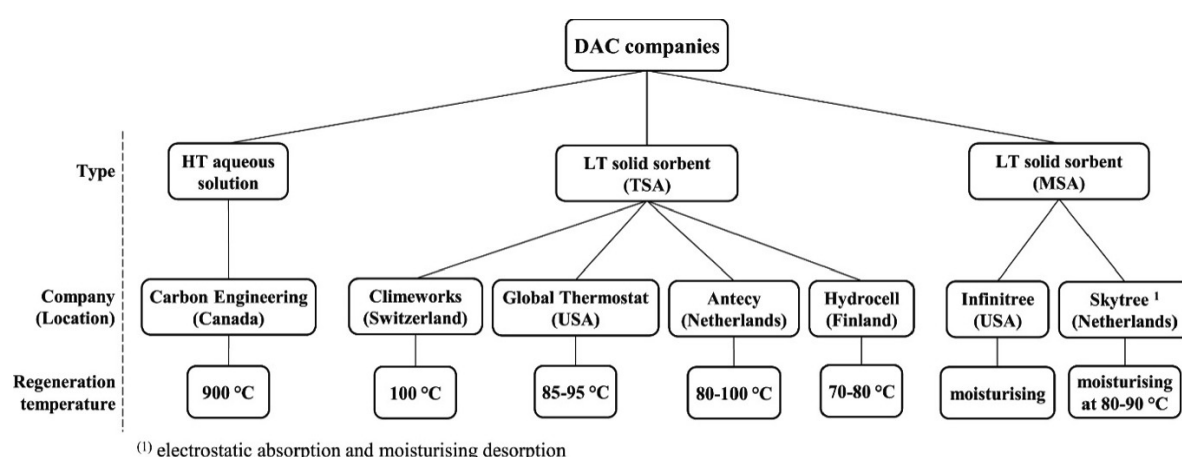 DAC companies
Type
HT aqueous
solution
LT solid sorbent
(TSA)
LT solid sorbent
(MSA)
Company
(Location)
Carbon Engineering
(Canada)
Climeworks
(Switzerland)
Global Thermostat
(USA)
Antecy
(Netherlands)
Hydrocell
(Finland)
Infinitree
(USA)
Skytree ¹
(Netherlands)
Regeneration
temperature
900 °C
100 °C
85-95 °C
80-100 °C
70-80 °C
moisturising
moisturising
at 80-90 °C
⁽¹⁾ electrostatic absorption and moisturising desorption